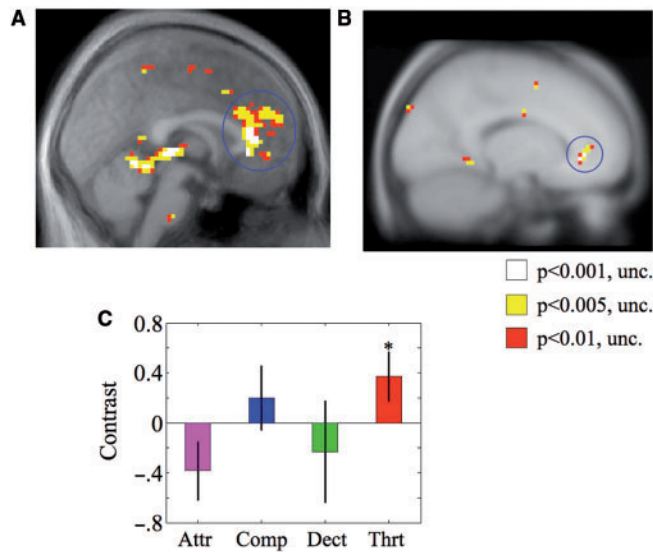 A
B
p<0.001, unc.
p<0.005, unc.
p<0.01, unc.
C
0.8
0.4
0
-.4
-.8
Contrast
*
Attr Comp Dect Thrt